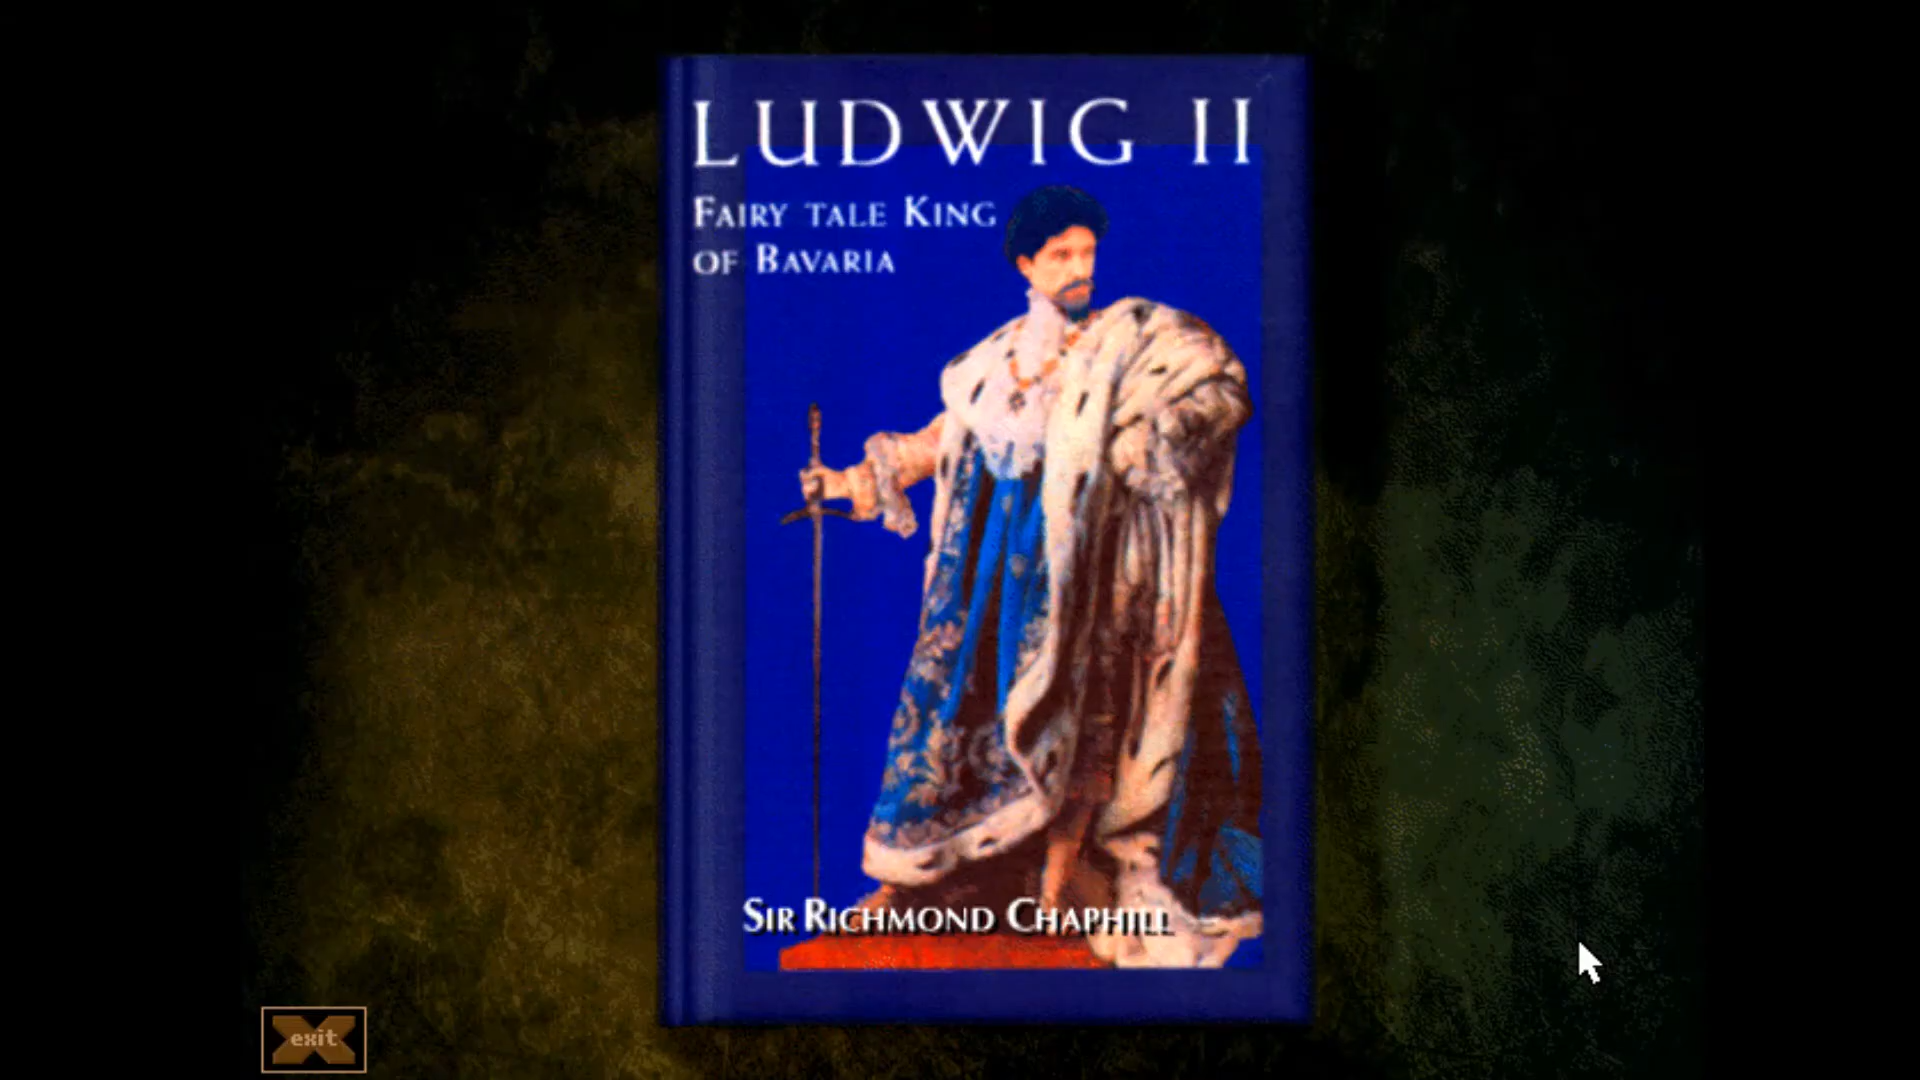 LUDWIG II
FAIRY TALE KING
OF BAVARIA
SIR RICHMOND CHAPHILL
exit